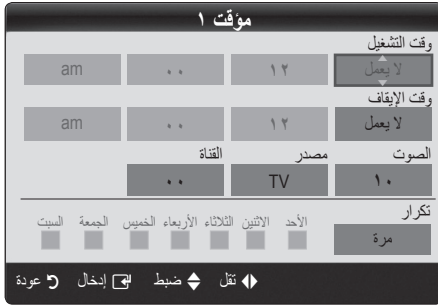 مؤقت ١
وقت التشغيل
لا يعمل ١٢ ٠٠ am
وقت الإيقاف
لا يعمل ١٢ ٠٠ am
الصوت مصدر القناة
١٠ TV ٠٠
تكرار
الأحد الاثنين الثلاثاء الأربعاء الخميس الجمعة السبت
مرة
نقل ضبط إدخال عودة